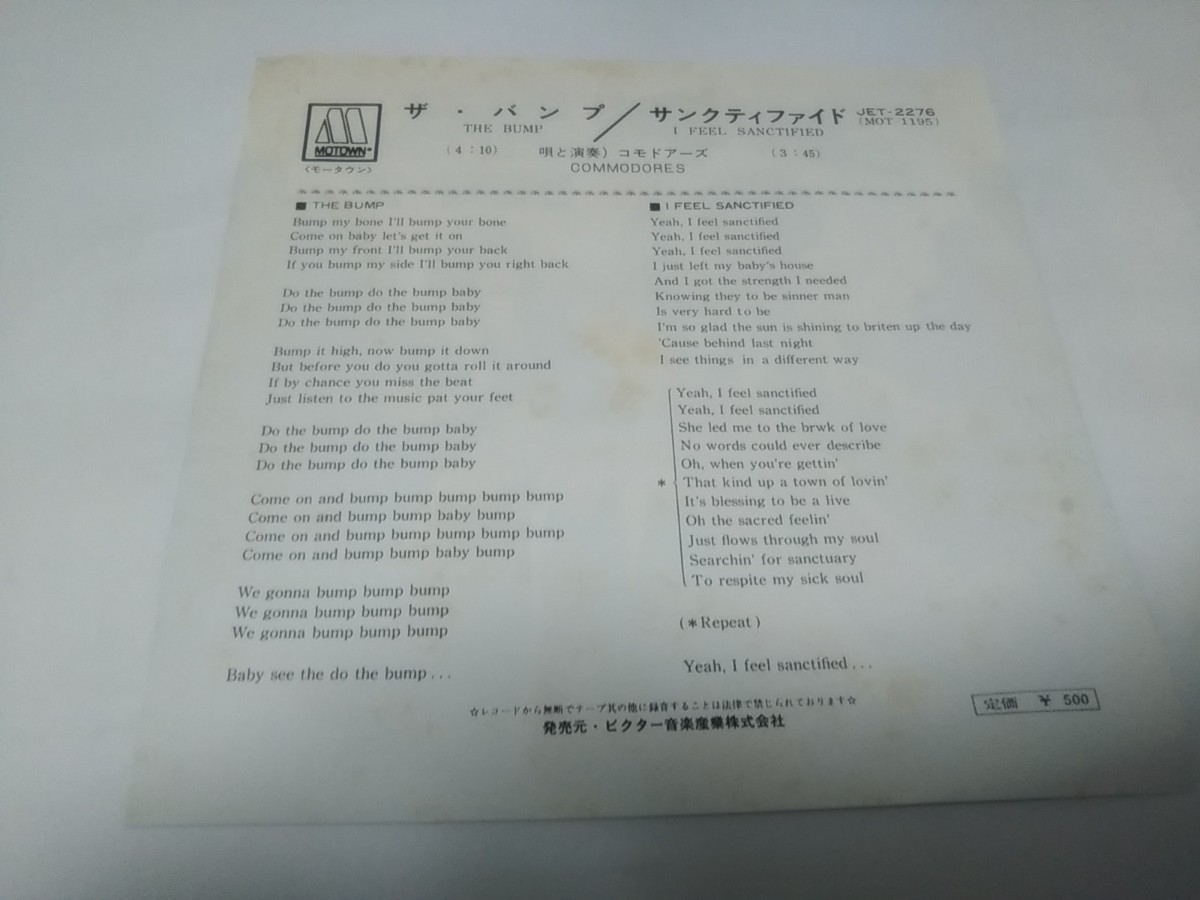 MOTOWN
〈モータウン〉
ザ・バンプ/サンクティファイド JET-2276
THE BUMP I FEEL SANCTIFIED (MOT 1195)
(4:10) 唄と演奏) コモドアーズ (3:45)
COMMODORES
■ THE BUMP
Bump my bone I'll bump your bone
Come on baby let's get it on
Bump my front I'll bump your back
If you bump my side I'll bump you right back
Do the bump do the bump baby
Do the bump do the bump baby
Do the bump do the bump baby
Bump it high, now bump it down
But before you do you gotta roll it around
If by chance you miss the beat
Just listen to the music pat your feet
Do the bump do the bump baby
Do the bump do the bump baby
Do the bump do the bump baby
Come on and bump bump bump bump bump
Come on and bump bump baby bump
Come on and bump bump bump bump bump
Come on and bump bump baby bump
We gonna bump bump bump
We gonna bump bump bump
We gonna bump bump bump
Baby see the do the bump...
■ I FEEL SANCTIFIED
Yeah, I feel sanctified
Yeah, I feel sanctified
Yeah, I feel sanctified
I just left my baby's house
And I got the strength I needed
Knowing they to be sinner man
Is very hard to be
I'm so glad the sun is shining to briten up the day
'Cause behind last night
I see things in a different way
Yeah, I feel sanctified
Yeah, I feel sanctified
She led me to the brwk of love
No words could ever describe
Oh, when you're gettin'
* That kind up a town of lovin'
It's blessing to be a live
Oh the sacred feelin'
Just flows through my soul
Searchin' for sanctuary
To respite my sick soul
(*Repeat)
Yeah, I feel sanctified...
☆レコードから無断でテープ其の他に録音することは法律で禁じられております☆
発売元・ビクター音楽産業株式会社
定価 ¥ 500